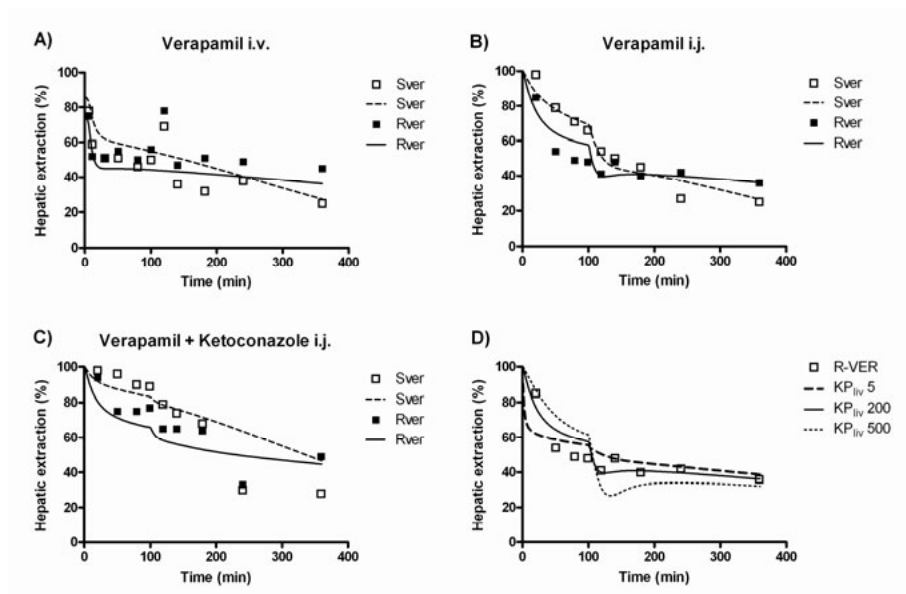 A)
Verapamil i.v.
Hepatic extraction (%)
100
80
60
40
20
0
0
100
200
300
400
Time (min)
Sver
Sver
Rver
Rver
B)
Verapamil i.j.
Hepatic extraction (%)
100
80
60
40
20
0
0
100
200
300
400
Time (min)
Sver
Sver
Rver
Rver
C)
Verapamil + Ketoconazole i.j.
Hepatic extraction (%)
100
80
60
40
20
0
0
100
200
300
400
Time (min)
Sver
Sver
Rver
Rver
D)
Hepatic extraction (%)
100
80
60
40
20
0
0
100
200
300
400
Time (min)
R-VER
KPliv 5
KPliv 200
KPliv 500